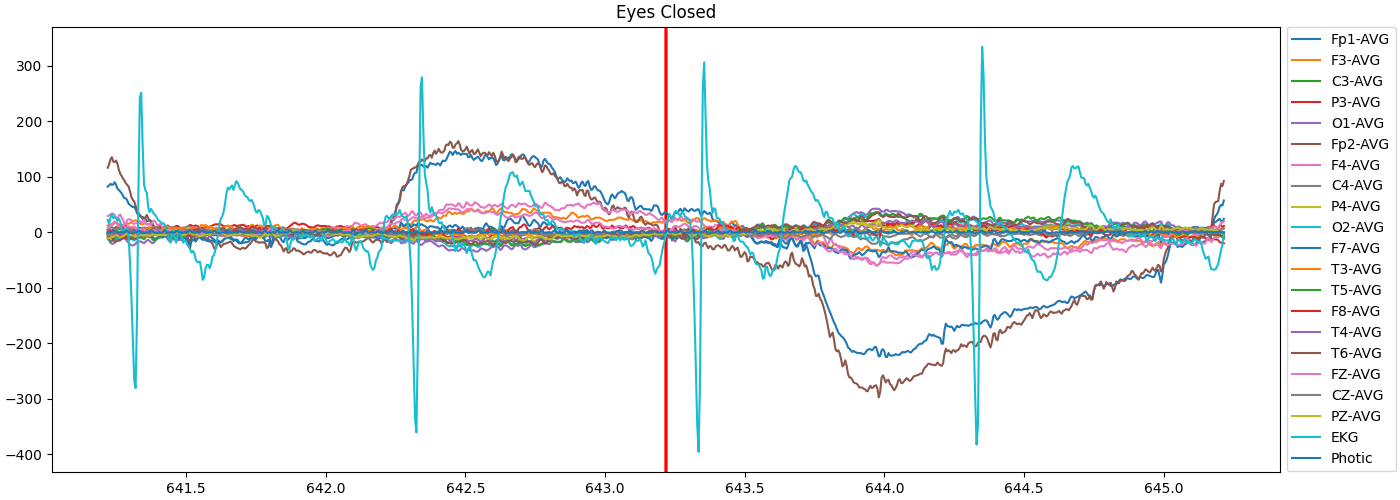 Eyes Closed
300
200
100
0
−100
−200
−300
−400
641.5 642.0 642.5 643.0 643.5 644.0 644.5 645.0
Fp1-AVG
F3-AVG
C3-AVG
P3-AVG
O1-AVG
Fp2-AVG
F4-AVG
C4-AVG
P4-AVG
O2-AVG
F7-AVG
T3-AVG
T5-AVG
F8-AVG
T4-AVG
T6-AVG
FZ-AVG
CZ-AVG
PZ-AVG
EKG
Photic